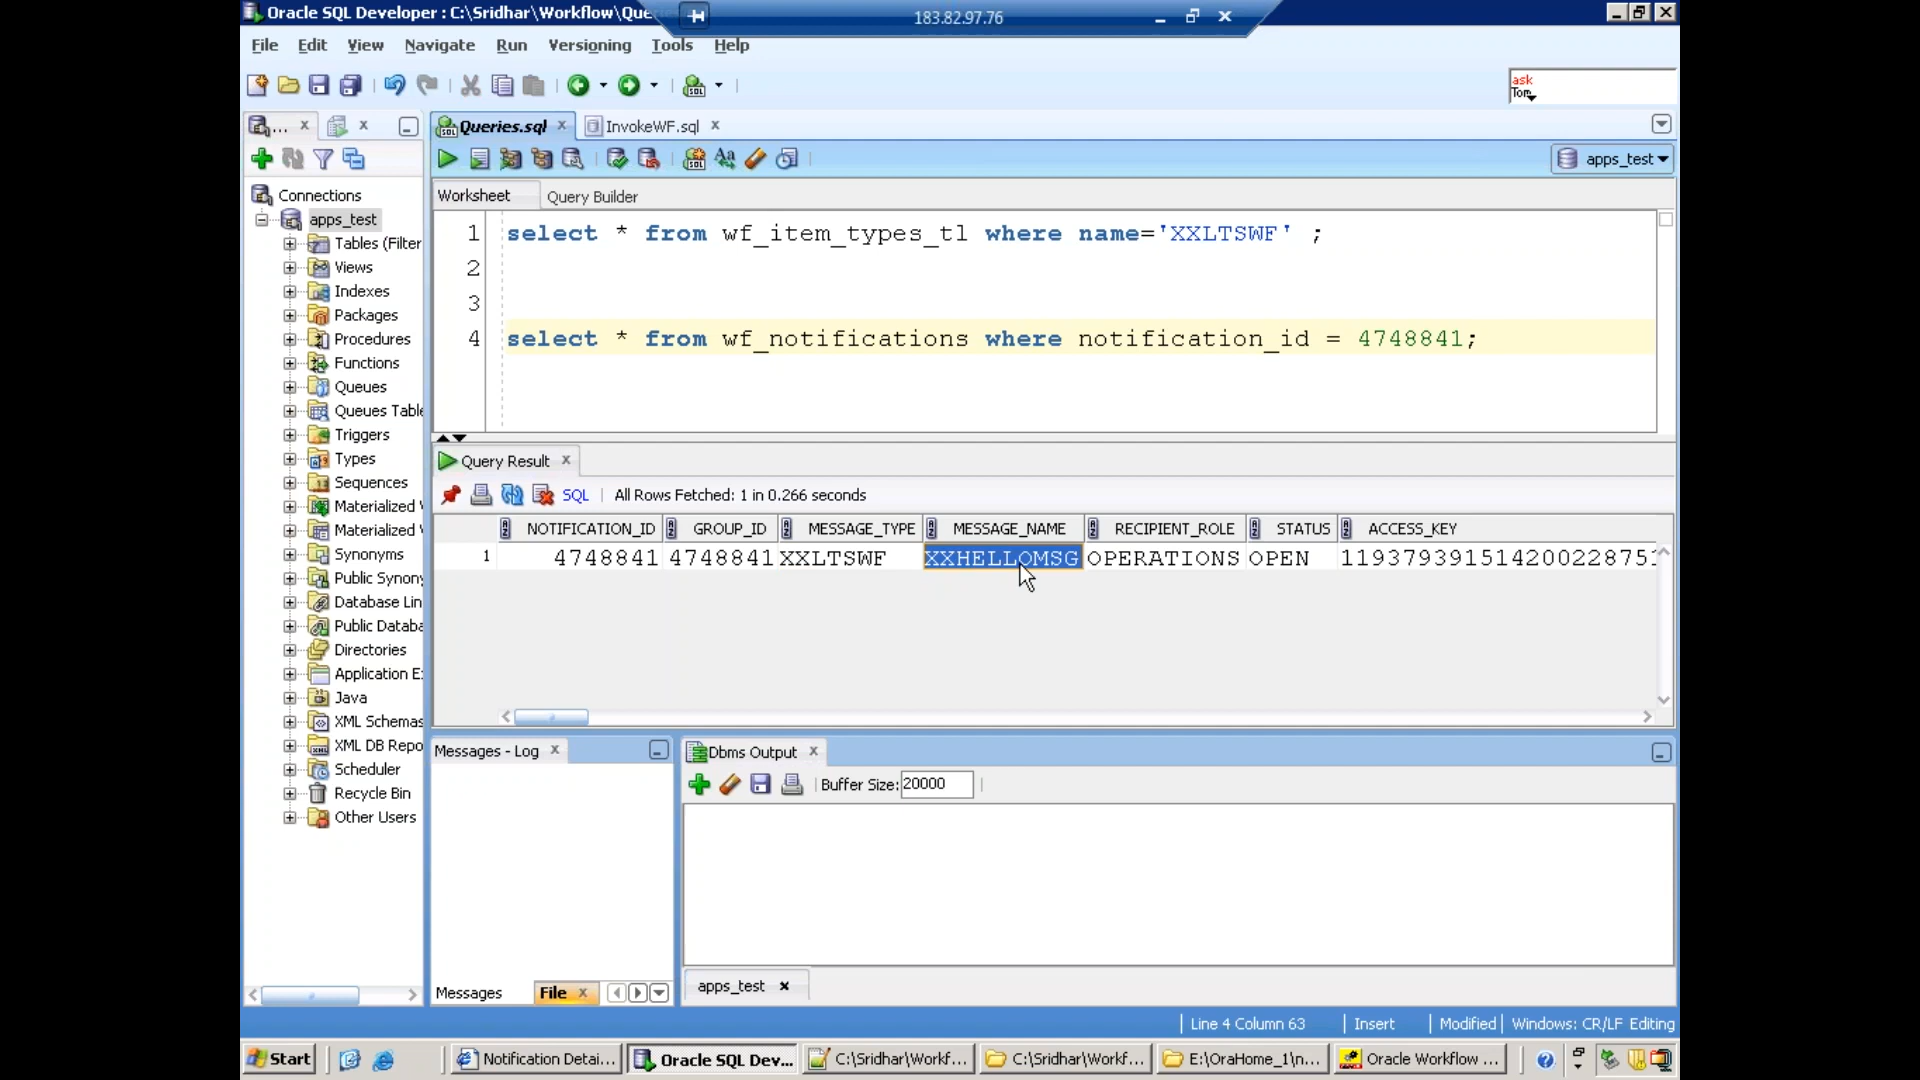 Oracle SQL Developer : C:\Sridhar\Workflow\Que
183.82.97.76
File Edit View Navigate Run Versioning Tools Help
ask
Tom
...
Queries.sql
InvokeWF.sql
apps_test
Worksheet
Query Builder
Connections
apps_test
Tables (Filter
Views
Indexes
Packages
Procedures
Functions
Queues
Queues Table
Triggers
Types
Sequences
Materialized
Materialized
Synonyms
Public Synony
Database Lin
Public Databa
Directories
Application E
Java
XML Schemas
XML DB Repo
Scheduler
Recycle Bin
Other Users
1 select * from wf_item_types_tl where name='XXLTSWF' ;
2
3
4 select * from wf_notifications where notification_id = 4748841;
Query Result
SQL | All Rows Fetched: 1 in 0.266 seconds
NOTIFICATION_ID GROUP_ID MESSAGE_TYPE MESSAGE_NAME RECIPIENT_ROLE STATUS ACCESS_KEY
1 4748841 4748841 XXLTSWF XXHELLOMSG OPERATIONS OPEN 119379391514200228751
Messages - Log
Dbms Output
Buffer Size: 20000
Messages
File
apps_test
Line 4 Column 63 | Insert | Modified | Windows: CR/LF Editing
Start
Notification Detai...
Oracle SQL Dev...
C:\Sridhar\Workf...
C:\Sridhar\Workf...
E:\OraHome_1\n...
Oracle Workflow ...